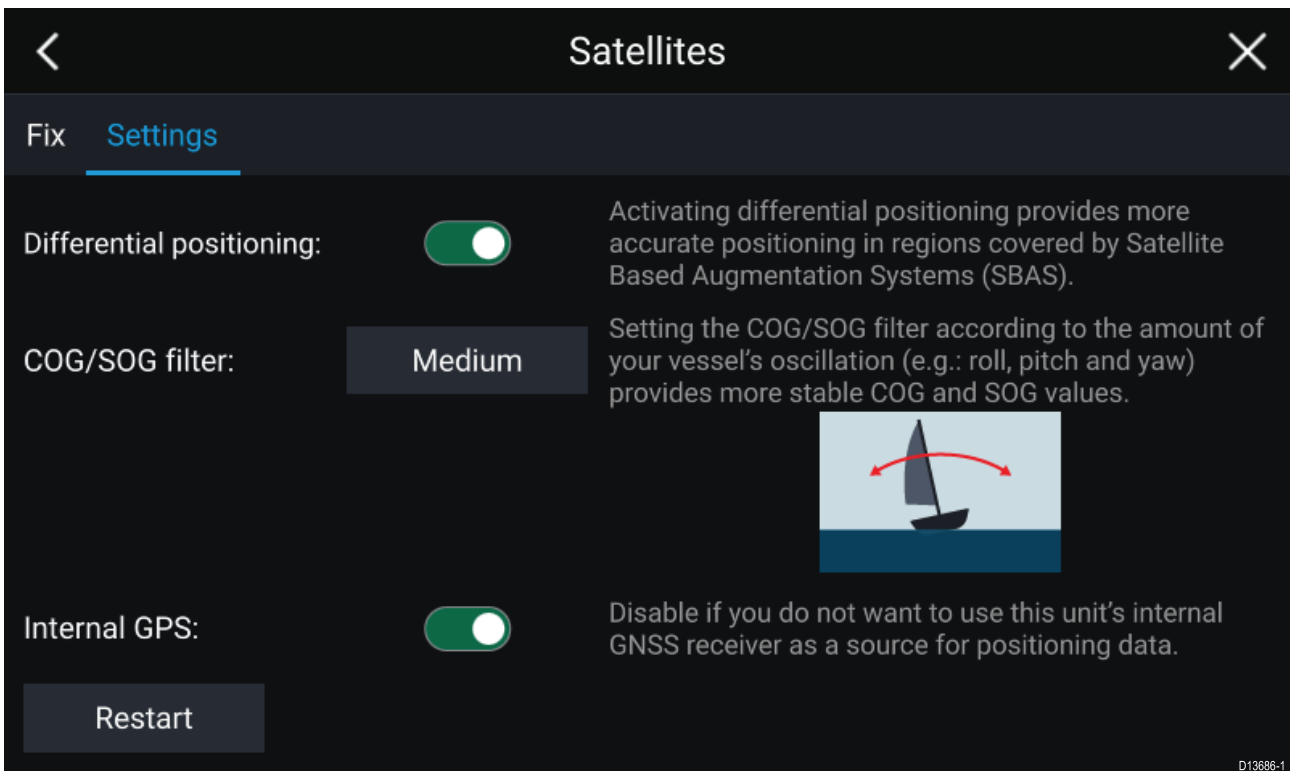 Satellites
Fix Settings
Differential positioning:
Activating differential positioning provides more
accurate positioning in regions covered by Satellite
Based Augmentation Systems (SBAS).
COG/SOG filter:
Medium
Setting the COG/SOG filter according to the amount of
your vessel’s oscillation (e.g.: roll, pitch and yaw)
provides more stable COG and SOG values.
Internal GPS:
Disable if you do not want to use this unit’s internal
GNSS receiver as a source for positioning data.
Restart
D13686-1